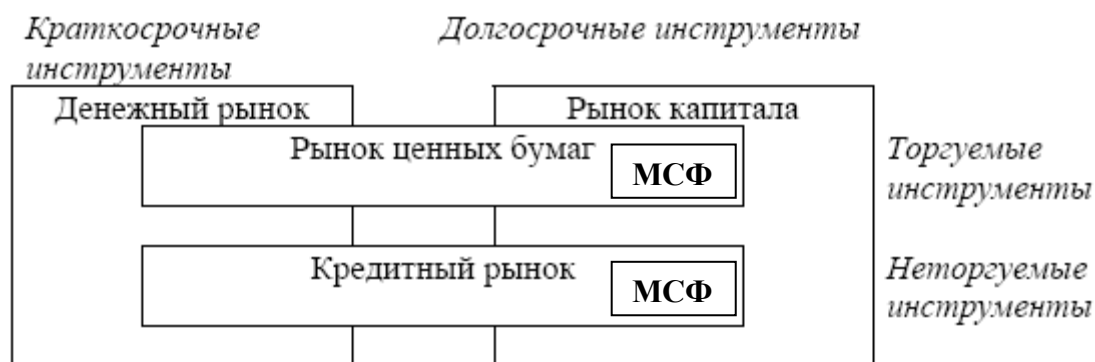 Краткосрочные
инструменты
Долгосрочные инструменты
Денежный рынок
Рынок капитала
Рынок ценных бумаг
МСФ
Торгуемые
инструменты
Кредитный рынок
МСФ
Неторгуемые
инструменты